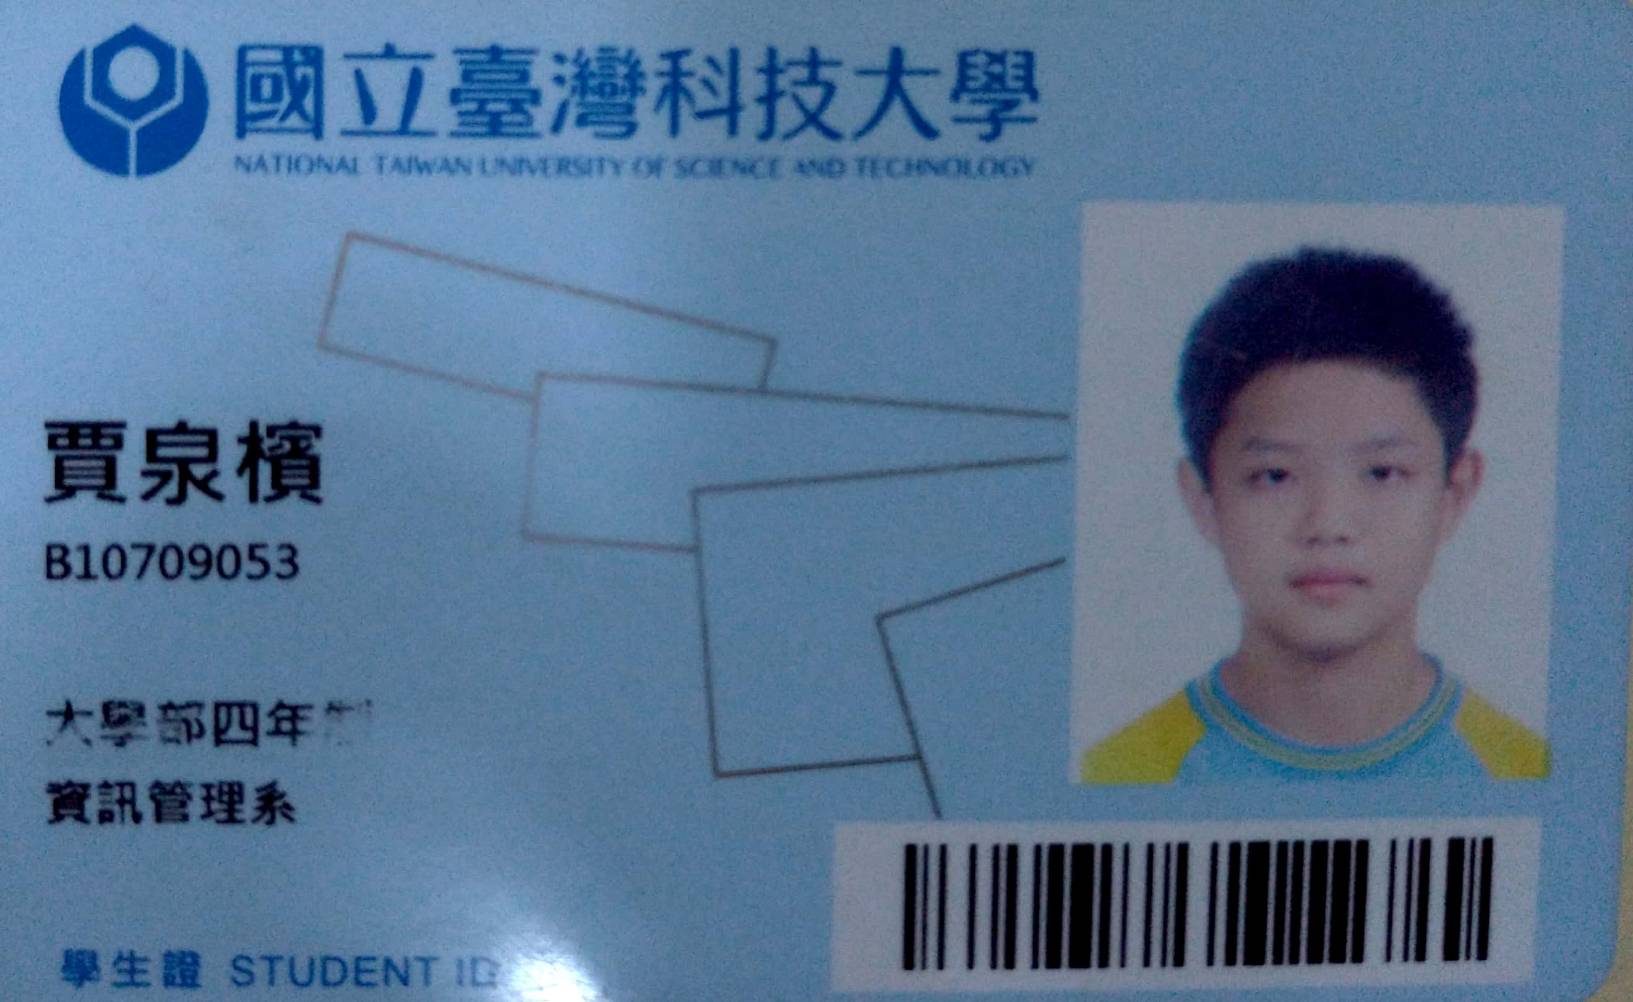 國立臺灣科技大學
NATIONAL TAIWAN UNIVERSITY OF SCIENCE AND TECHNOLOGY
賈泉檳
B10709053
大學部四年制
資訊管理系
學生證 STUDENT ID